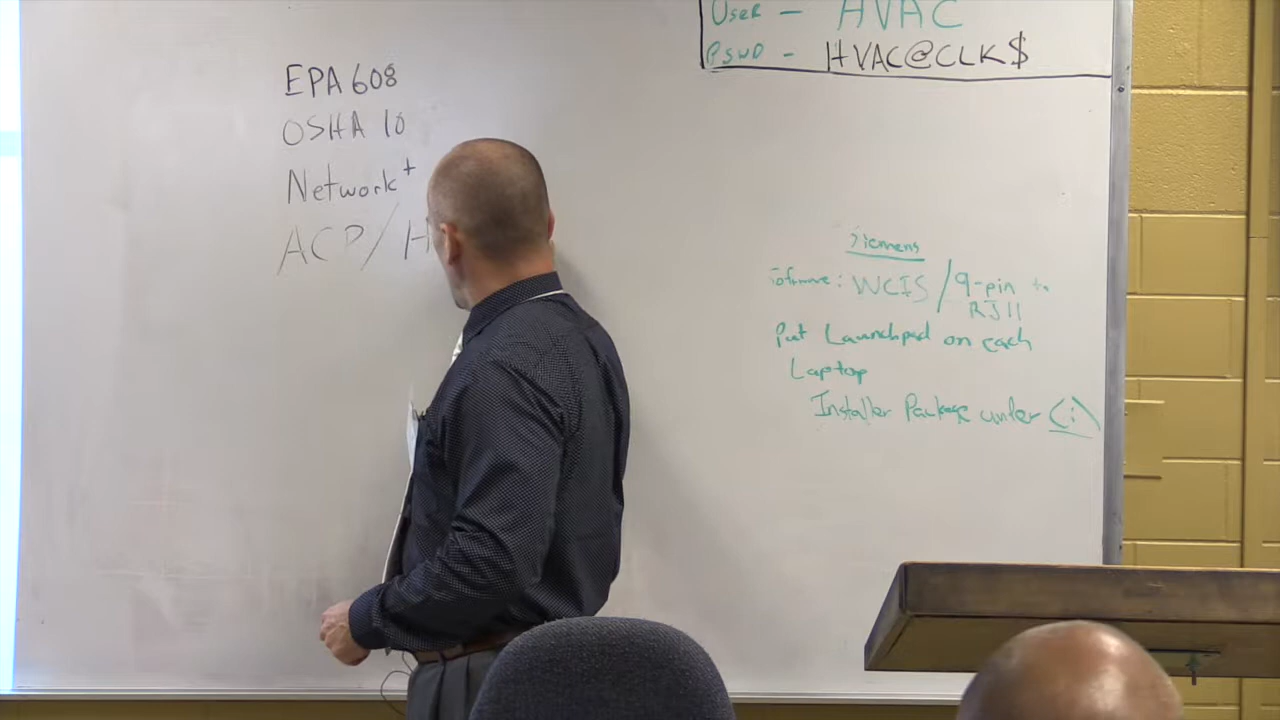 User - HVAC
PSWD - HVAC@CLK$
EPA 608
OSHA 10
Network+
ACP/H
Siemens
Software: WCIS / 9-pin to
RJ11
Put Launchpad on each
Laptop
Installer Package under C:\